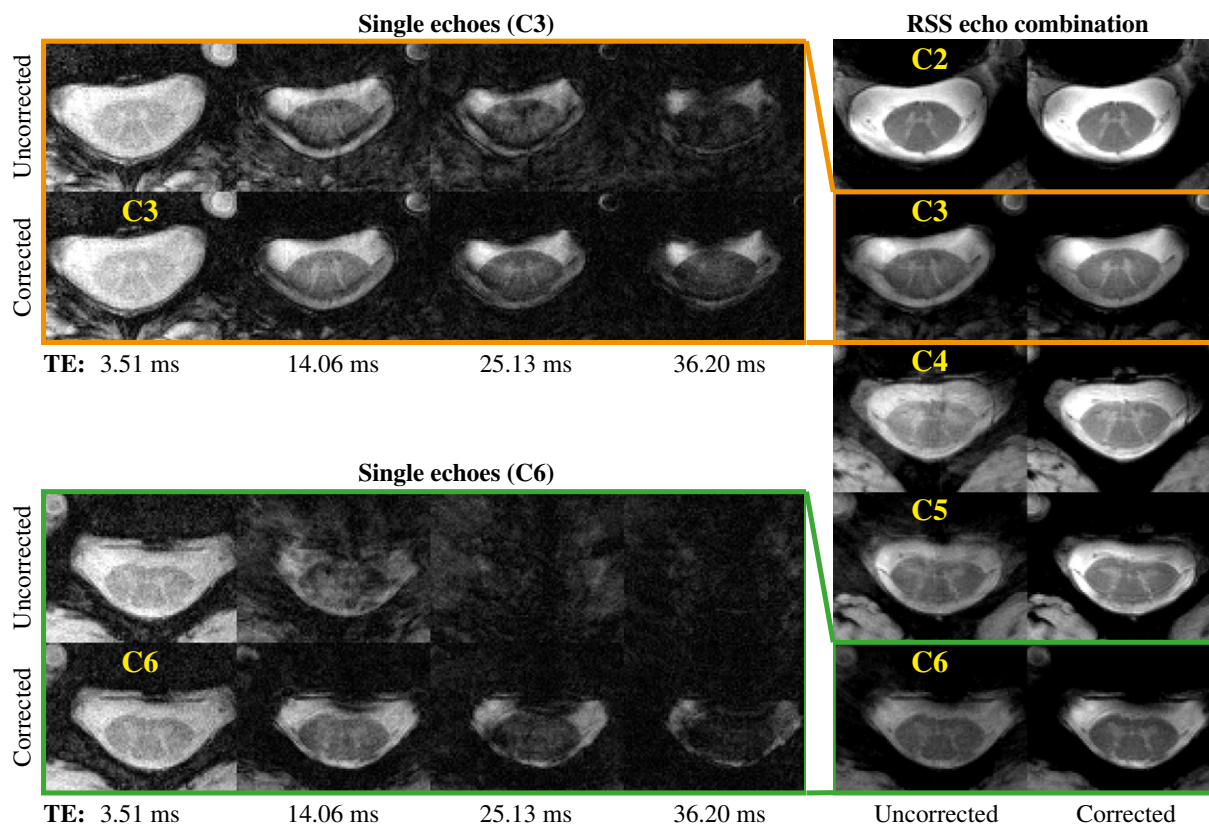 Single echoes (C3)
RSS echo combination
Uncorrected
Corrected
C3
TE: 3.51 ms 14.06 ms 25.13 ms 36.20 ms
C2
C3
C4
C5
C6
Uncorrected Corrected
Single echoes (C6)
Uncorrected
Corrected
C6
TE: 3.51 ms 14.06 ms 25.13 ms 36.20 ms